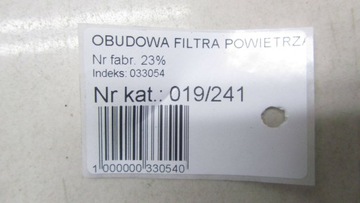 OBUDOWA FILTRA POWIETRZA
Nr fabr. 23%
Indeks: 033054
Nr kat.: 019/241
1 000000 330540